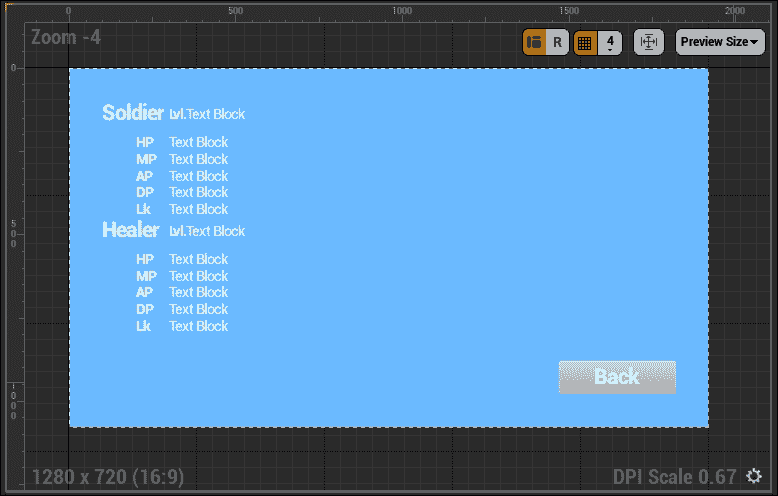 0 500 1000 1500 2000
Zoom -4
R
4
Preview Size
0
Soldier Lvl.Text Block
HP Text Block
MP Text Block
AP Text Block
DP Text Block
Lk Text Block
500
Healer Lvl.Text Block
HP Text Block
MP Text Block
AP Text Block
DP Text Block
Lk Text Block
Back
1000
1280 x 720 (16:9)
DPI Scale 0.67